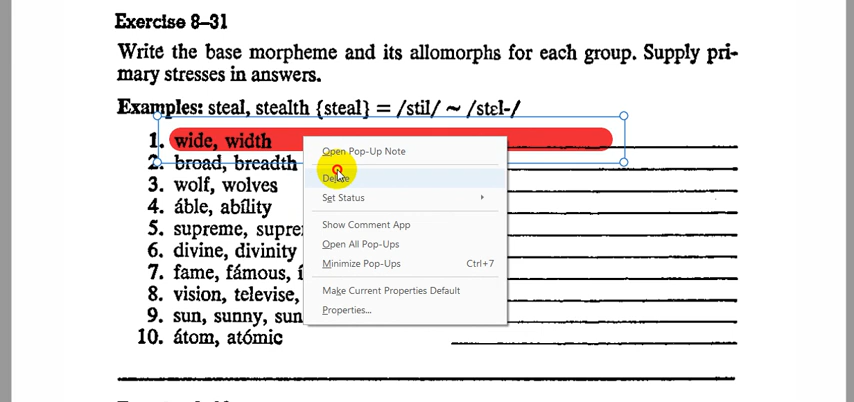 Exercise 8–31
Write the base morpheme and its allomorphs for each group. Supply pri-
mary stresses in answers.
Examples: steal, stealth {steal} = /stil/ ~ /stɛl-/
1. wide, width
2. broad, breadth
3. wolf, wolves
4. áble, abílity
5. supreme,
6. divine, divinity
7. fame, fámous,
8. vision, televise,
9. sun, sunny, sun
10. átom, atómic
Open Pop-Up Note
Delete
Set Status
Show Comment App
Open All Pop-Ups
Minimize Pop-Ups Ctrl+7
Make Current Properties Default
Properties...